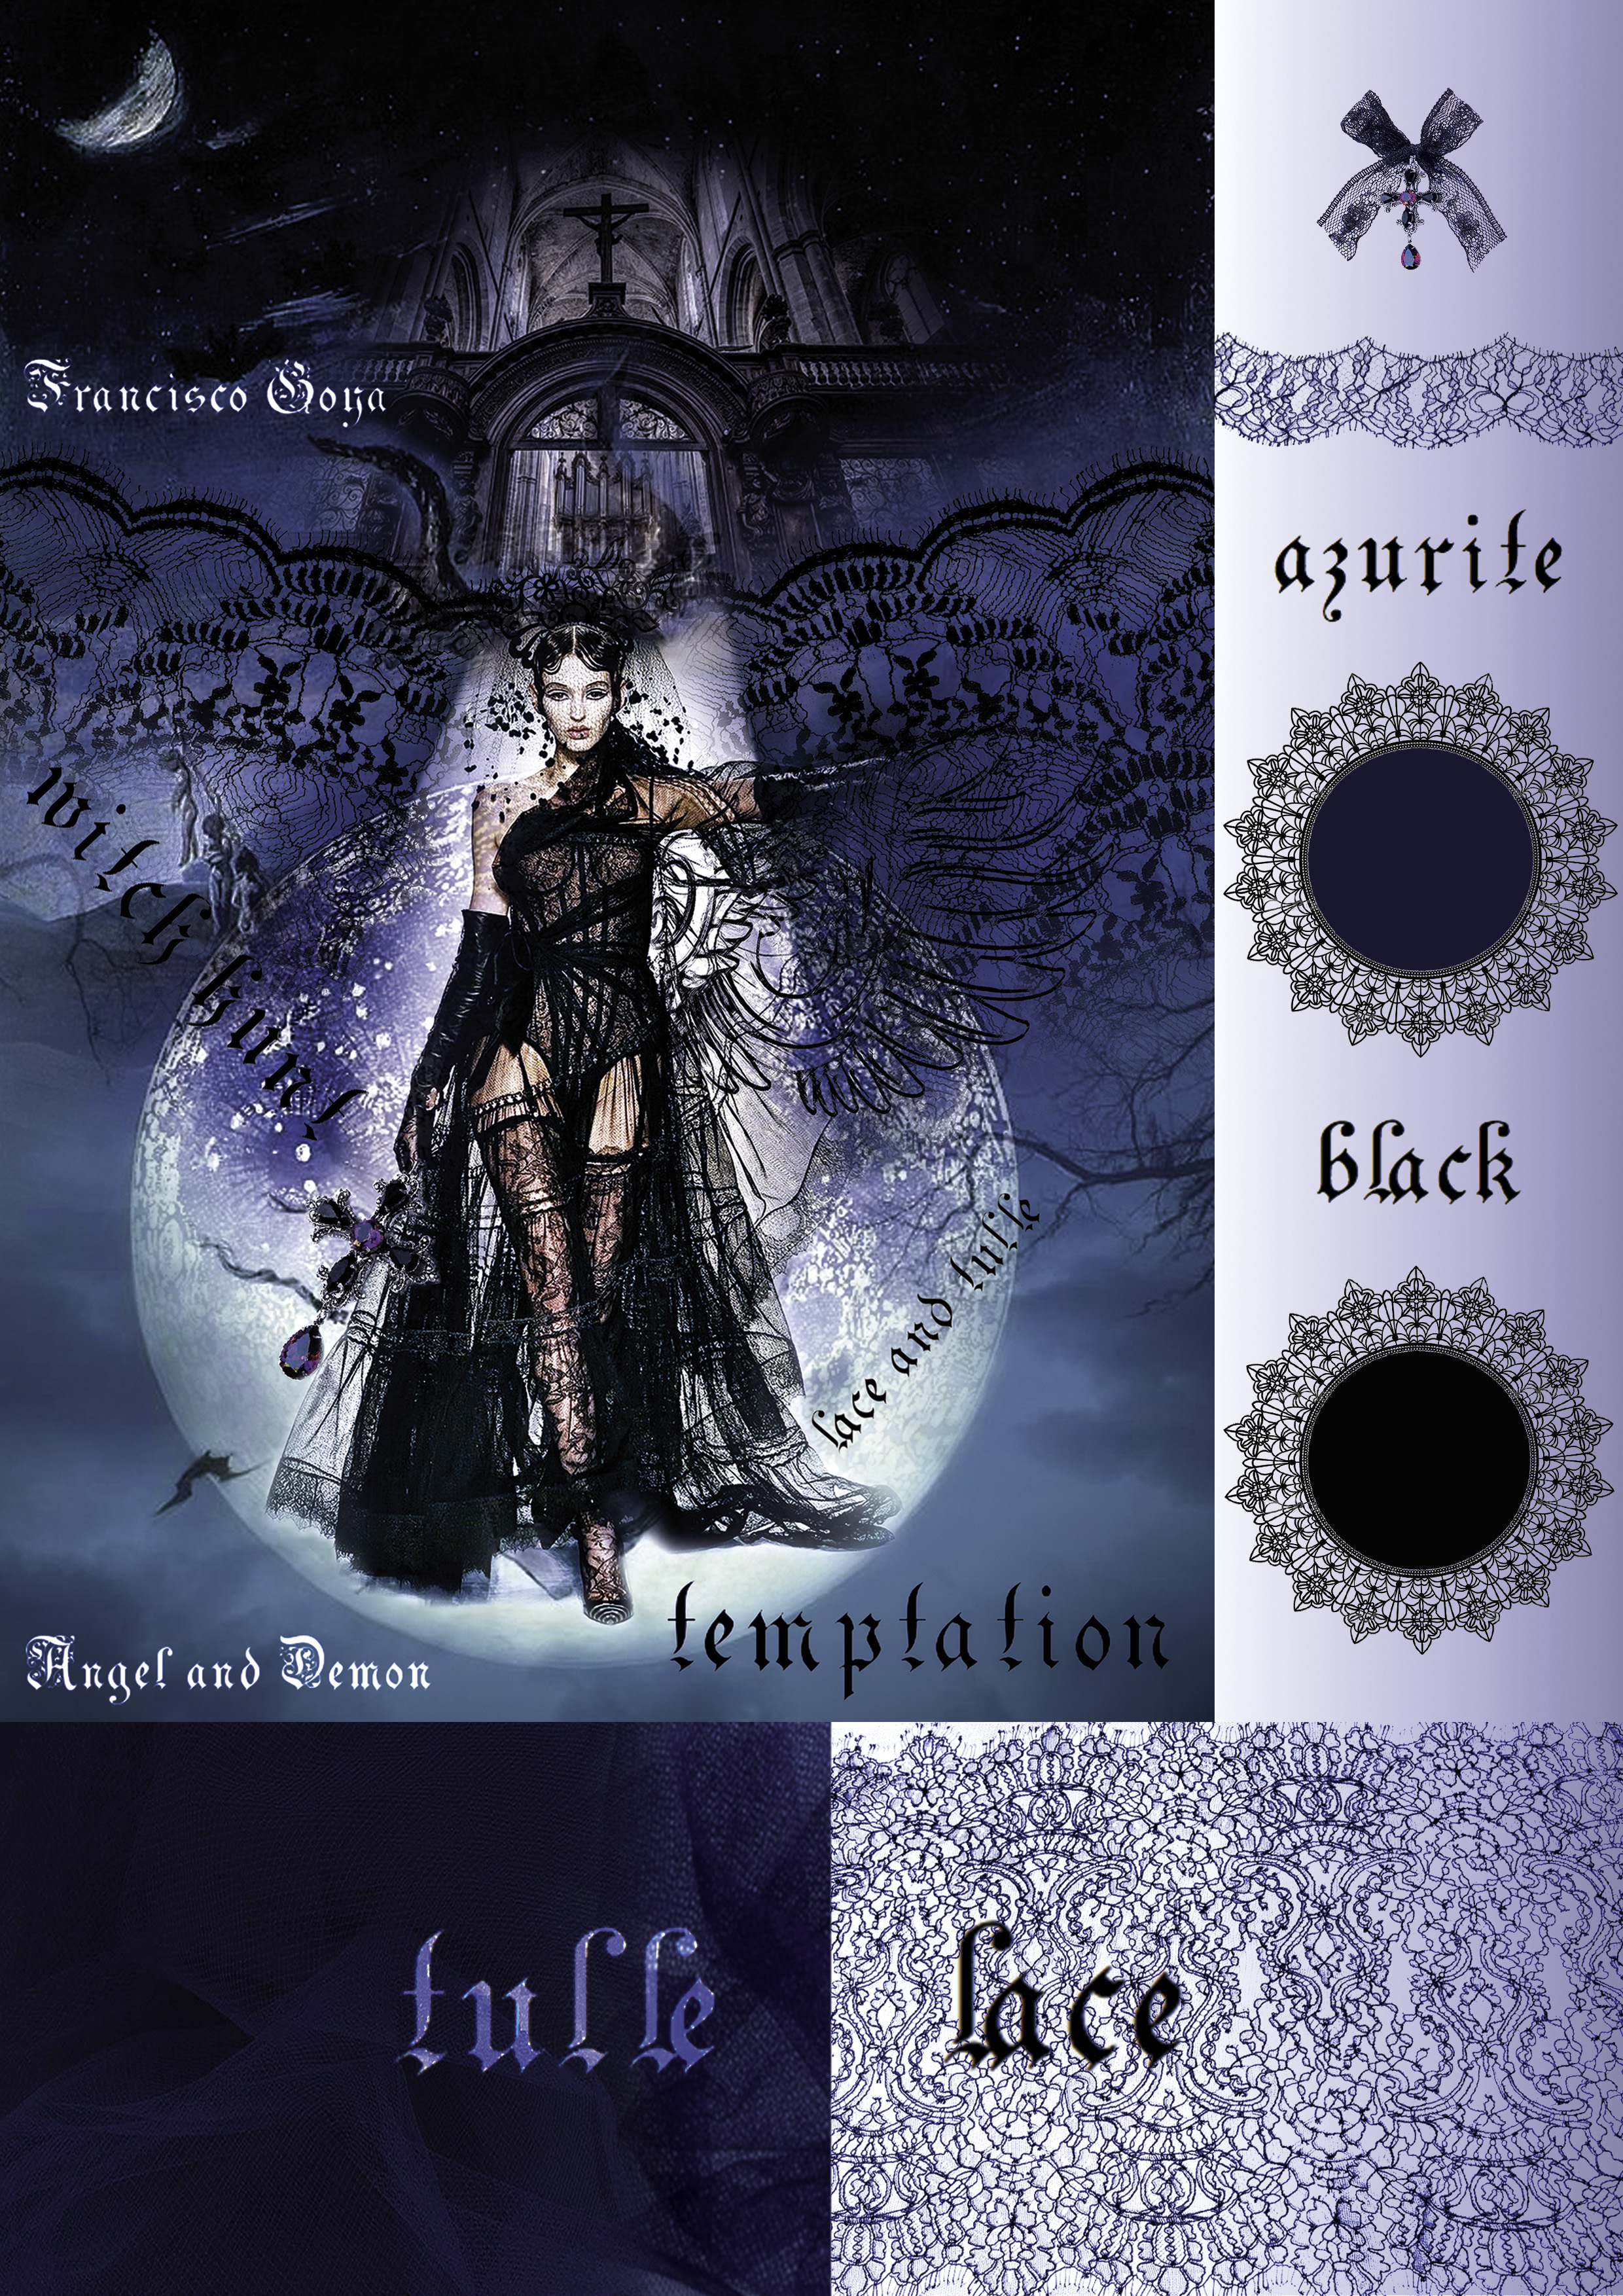 Francisco Goya
witch hunt
lace and tulle
temptation
Angel and Demon
azurite
black
tulle
lace